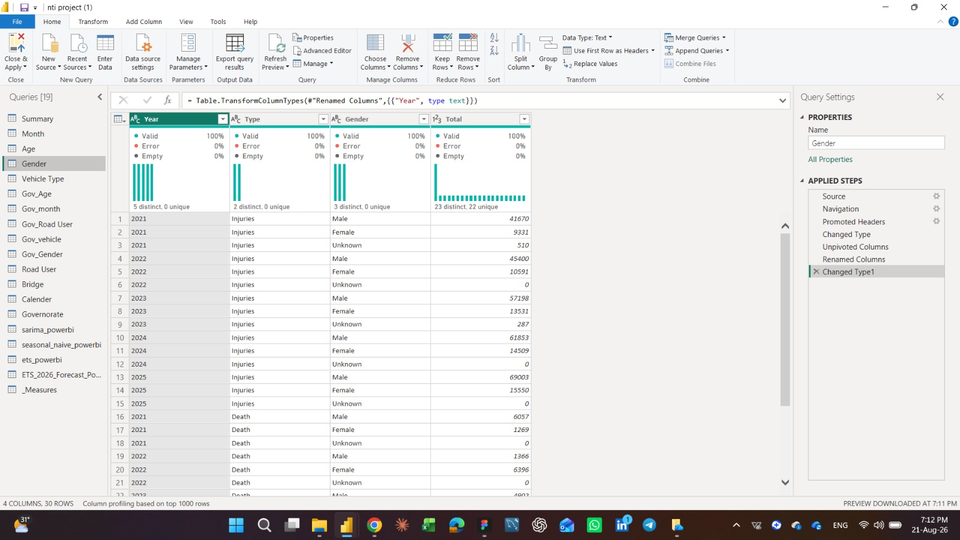 nti project (1)
File Home Transform Add Column View Tools Help
Close & Apply
New Source
Recent Sources
Enter Data
Data source settings
Manage Parameters
Export query results
Refresh Preview
Properties
Advanced Editor
Manage
Choose Columns
Remove Columns
Keep Rows
Remove Rows
Split Column
Group By
Data Type: Text
Use First Row as Headers
Replace Values
Merge Queries
Append Queries
Combine Files
Close New Query Data Sources Parameters Output Data Query Manage Columns Reduce Rows Sort Transform Combine
Queries [19]
Summary
Month
Age
Gender
Vehicle Type
Gov_Age
Gov_month
Gov_Road User
Gov_vehicle
Gov_Gender
Road User
Bridge
Calender
Governorate
sarima_powerbi
seasonal_naive_powerbi
ets_powerbi
ETS_2026_Forecast_Po...
_Measures
= Table.TransformColumnTypes(#"Renamed Columns",{{"Year", type text}})
Year Type Gender Total
Valid 100% Valid 100% Valid 100% Valid 100%
Error 0% Error 0% Error 0% Error 0%
Empty 0% Empty 0% Empty 0% Empty 0%
5 distinct, 0 unique 2 distinct, 0 unique 3 distinct, 0 unique 23 distinct, 22 unique
1 2021 Injuries Male 41670
2 2021 Injuries Female 9331
3 2021 Injuries Unknown 510
4 2022 Injuries Male 45400
5 2022 Injuries Female 10591
6 2022 Injuries Unknown 0
7 2023 Injuries Male 57198
8 2023 Injuries Female 13531
9 2023 Injuries Unknown 287
10 2024 Injuries Male 61853
11 2024 Injuries Female 14509
12 2024 Injuries Unknown 0
13 2025 Injuries Male 69003
14 2025 Injuries Female 15550
15 2025 Injuries Unknown 0
16 2021 Death Male 6057
17 2021 Death Female 1269
18 2021 Death Unknown 0
19 2022 Death Male 1366
20 2022 Death Female 6396
21 2022 Death Unknown 0
22 2023 Death Male 4902
Query Settings
PROPERTIES
Name
Gender
All Properties
APPLIED STEPS
Source
Navigation
Promoted Headers
Changed Type
Unpivoted Columns
Renamed Columns
Changed Type1
4 COLUMNS, 30 ROWS Column profiling based on top 1000 rows PREVIEW DOWNLOADED AT 7:11 PM
31° ENG 7:12 PM
21-Aug-26